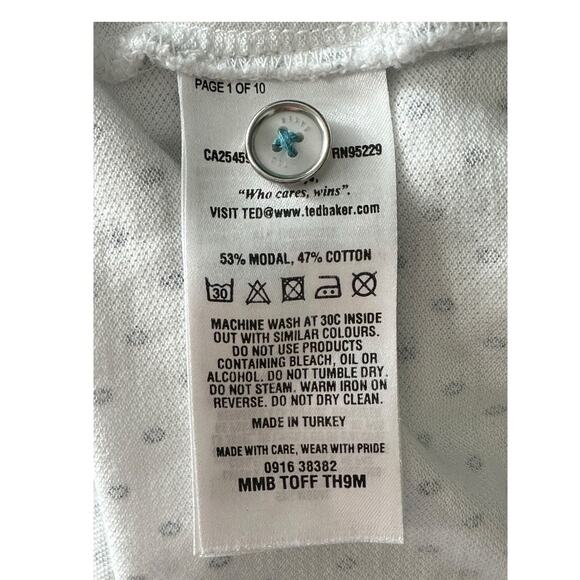 PAGE 1 OF 10
CA2545 RN95229
"Who cares, wins".
VISIT TED@www.tedbaker.com
53% MODAL, 47% COTTON
30
MACHINE WASH AT 30C INSIDE
OUT WITH SIMILAR COLOURS.
DO NOT USE PRODUCTS
CONTAINING BLEACH, OIL OR
ALCOHOL. DO NOT TUMBLE DRY.
DO NOT STEAM. WARM IRON ON
REVERSE. DO NOT DRY CLEAN.
MADE IN TURKEY
MADE WITH CARE, WEAR WITH PRIDE
0916 38382
MMB TOFF TH9M